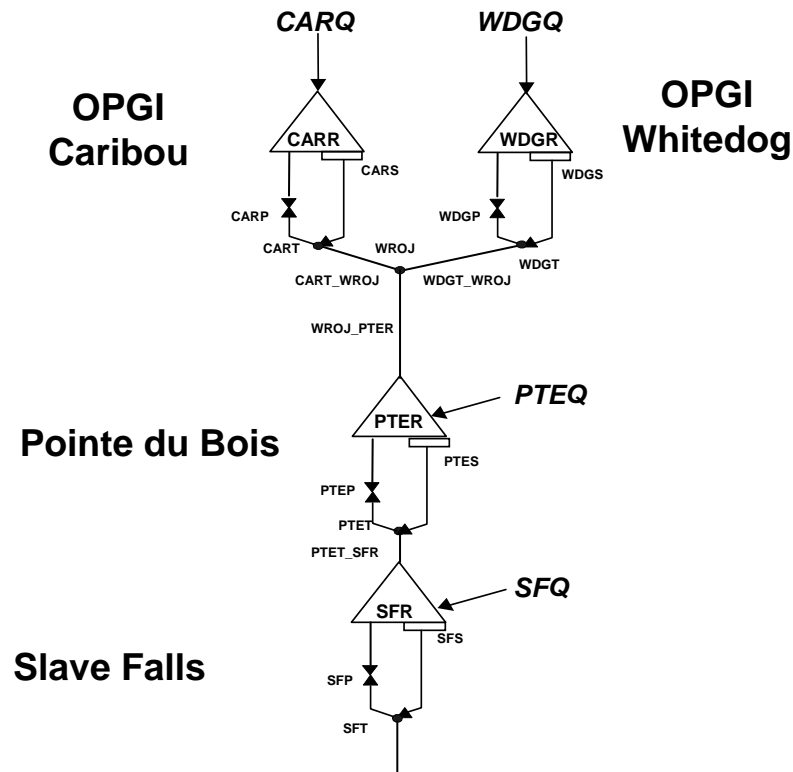 CARQ
WDGQ
OPGI
Caribou
OPGI
Whitedog
CARR
WDGR
CARS
WDGS
CARP
WDGP
CART
WROJ
WDGT
CART_WROJ
WDGT_WROJ
WROJ_PTER
PTEQ
PTER
Pointe du Bois
PTES
PTEP
PTET
PTET_SFR
SFQ
SFR
SFS
Slave Falls
SFP
SFT